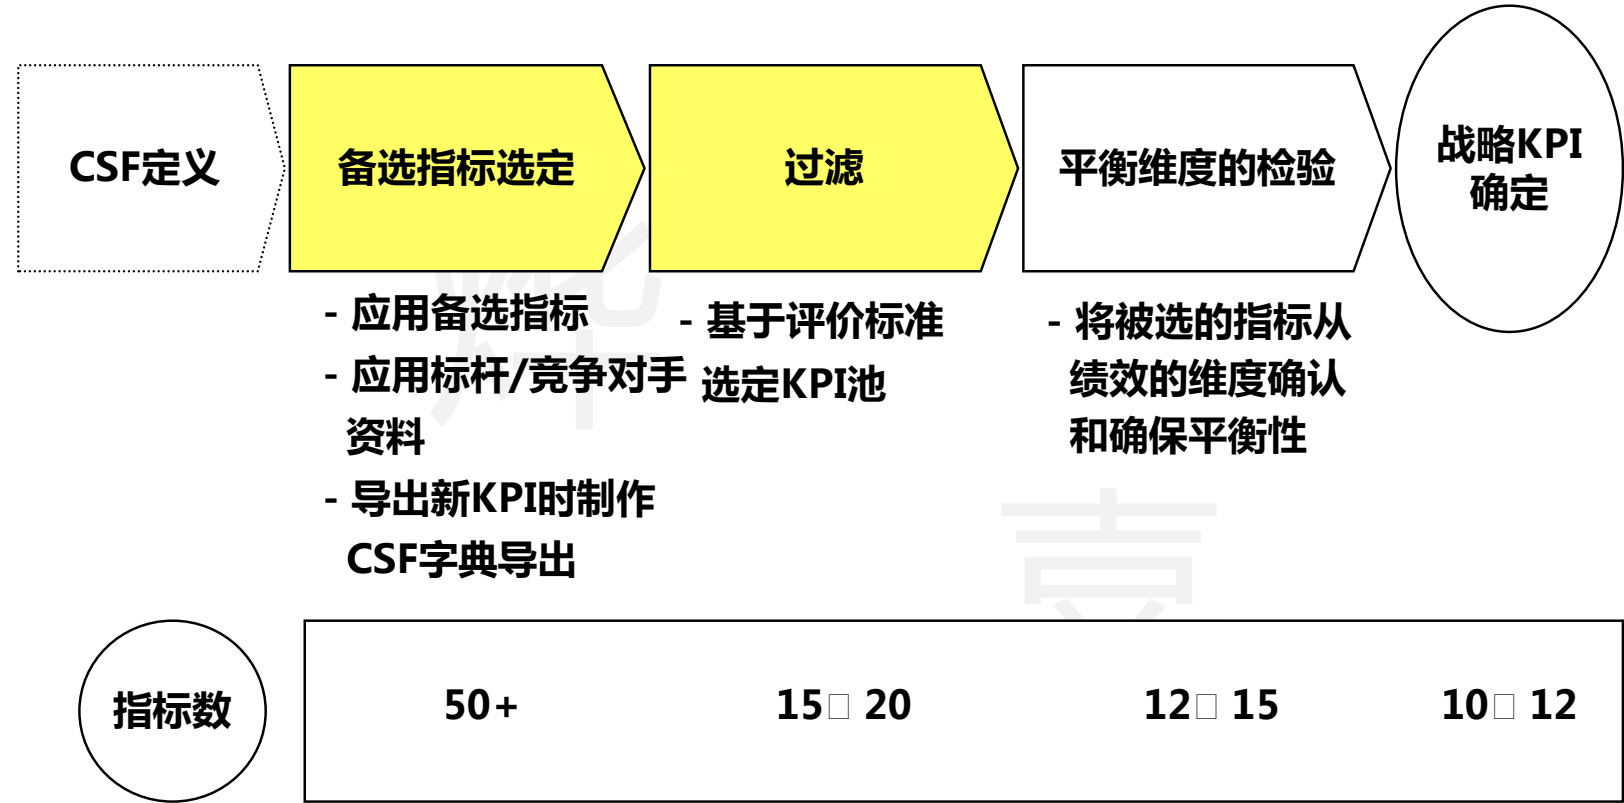 CSF定义
备选指标选定
过滤
平衡维度的检验
战略KPI
确定
- 应用备选指标
- 应用标杆/竞争对手
资料
- 导出新KPI时制作
CSF字典导出
- 基于评价标准
选定KPI池
- 将被选的指标从
绩效的维度确认
和确保平衡性
指标数
50+
15□ 20
12□ 15
10□ 12